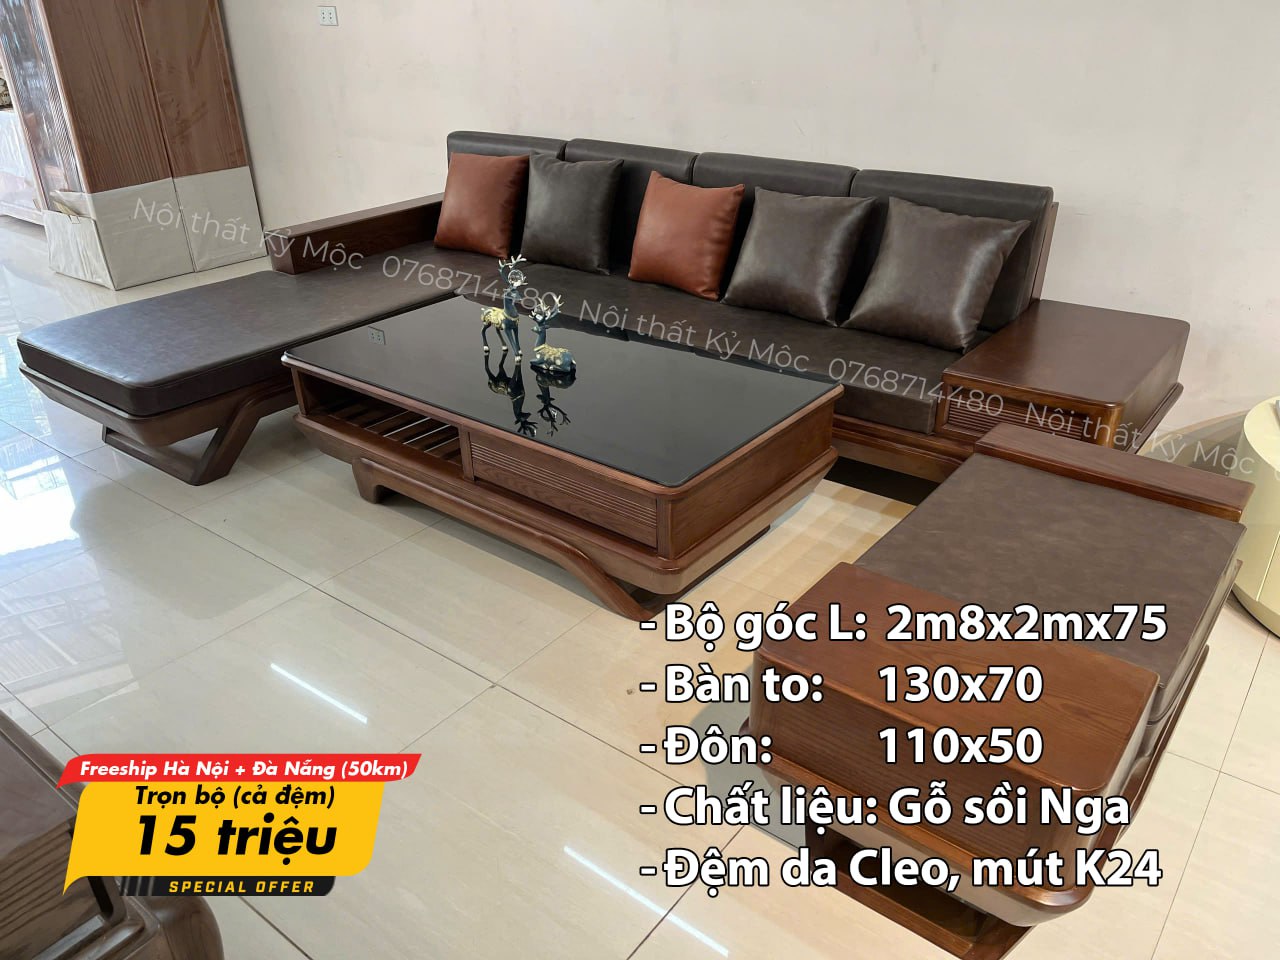 Nội thất Kỷ Mộc 0768714480 Nội thất Kỷ Mộc 0768714480 Nội thất Kỷ Mộc
- Bộ góc L: 2m8x2mx75
- Bàn to: 130x70
- Đôn: 110x50
- Chất liệu: Gỗ sồi Nga
- Đệm da Cleo, mút K24
Freeship Hà Nội + Đà Nẵng (50km)
Trọn bộ (cả đệm)
15 triệu
SPECIAL OFFER